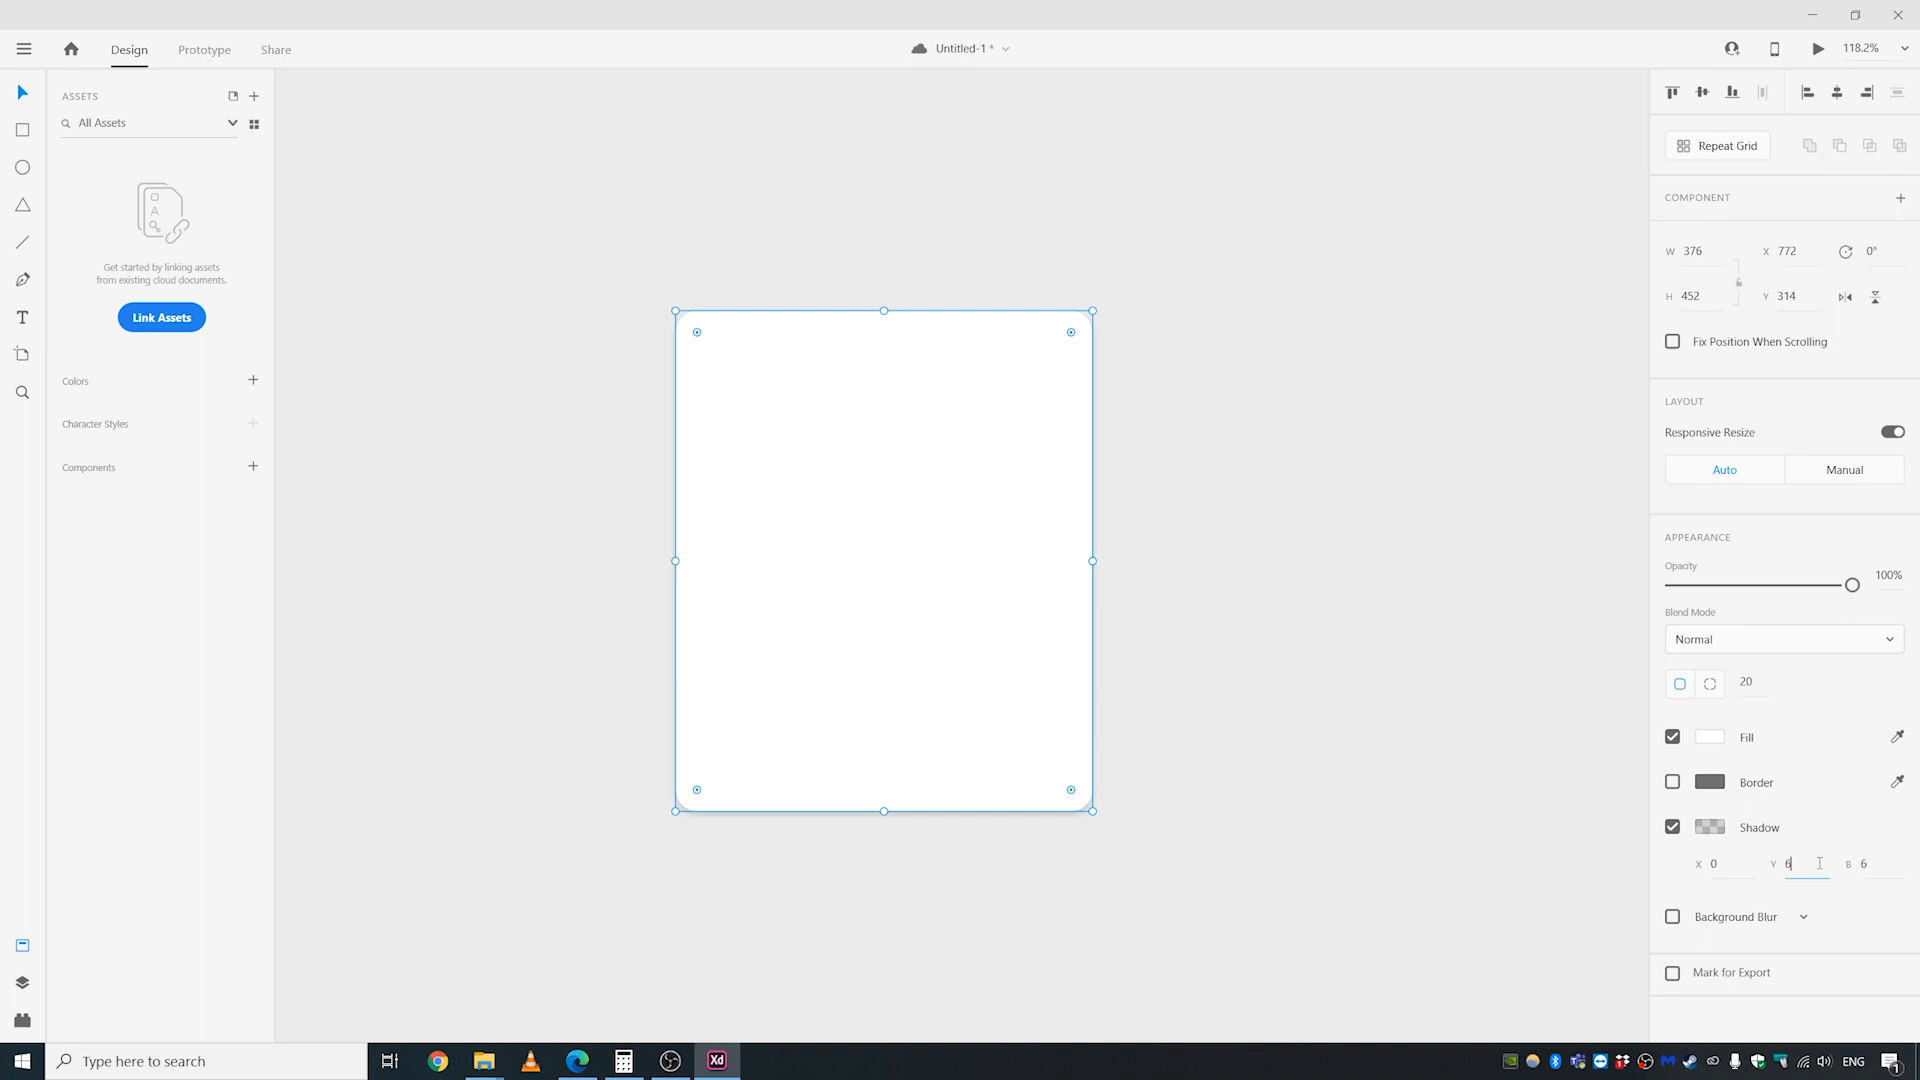 Design
Prototype
Share
Untitled-1 *
118.2%
ASSETS
All Assets
A
Get started by linking assets
from existing cloud documents.
Link Assets
Colors
Character Styles
Components
Repeat Grid
COMPONENT
W 376
X 772
0°
H 452
Y 314
Fix Position When Scrolling
LAYOUT
Responsive Resize
Auto
Manual
APPEARANCE
Opacity
100%
Blend Mode
Normal
20
Fill
Border
Shadow
X 0
Y 6
B 6
Background Blur
Mark for Export
Type here to search
Xd
ENG
1